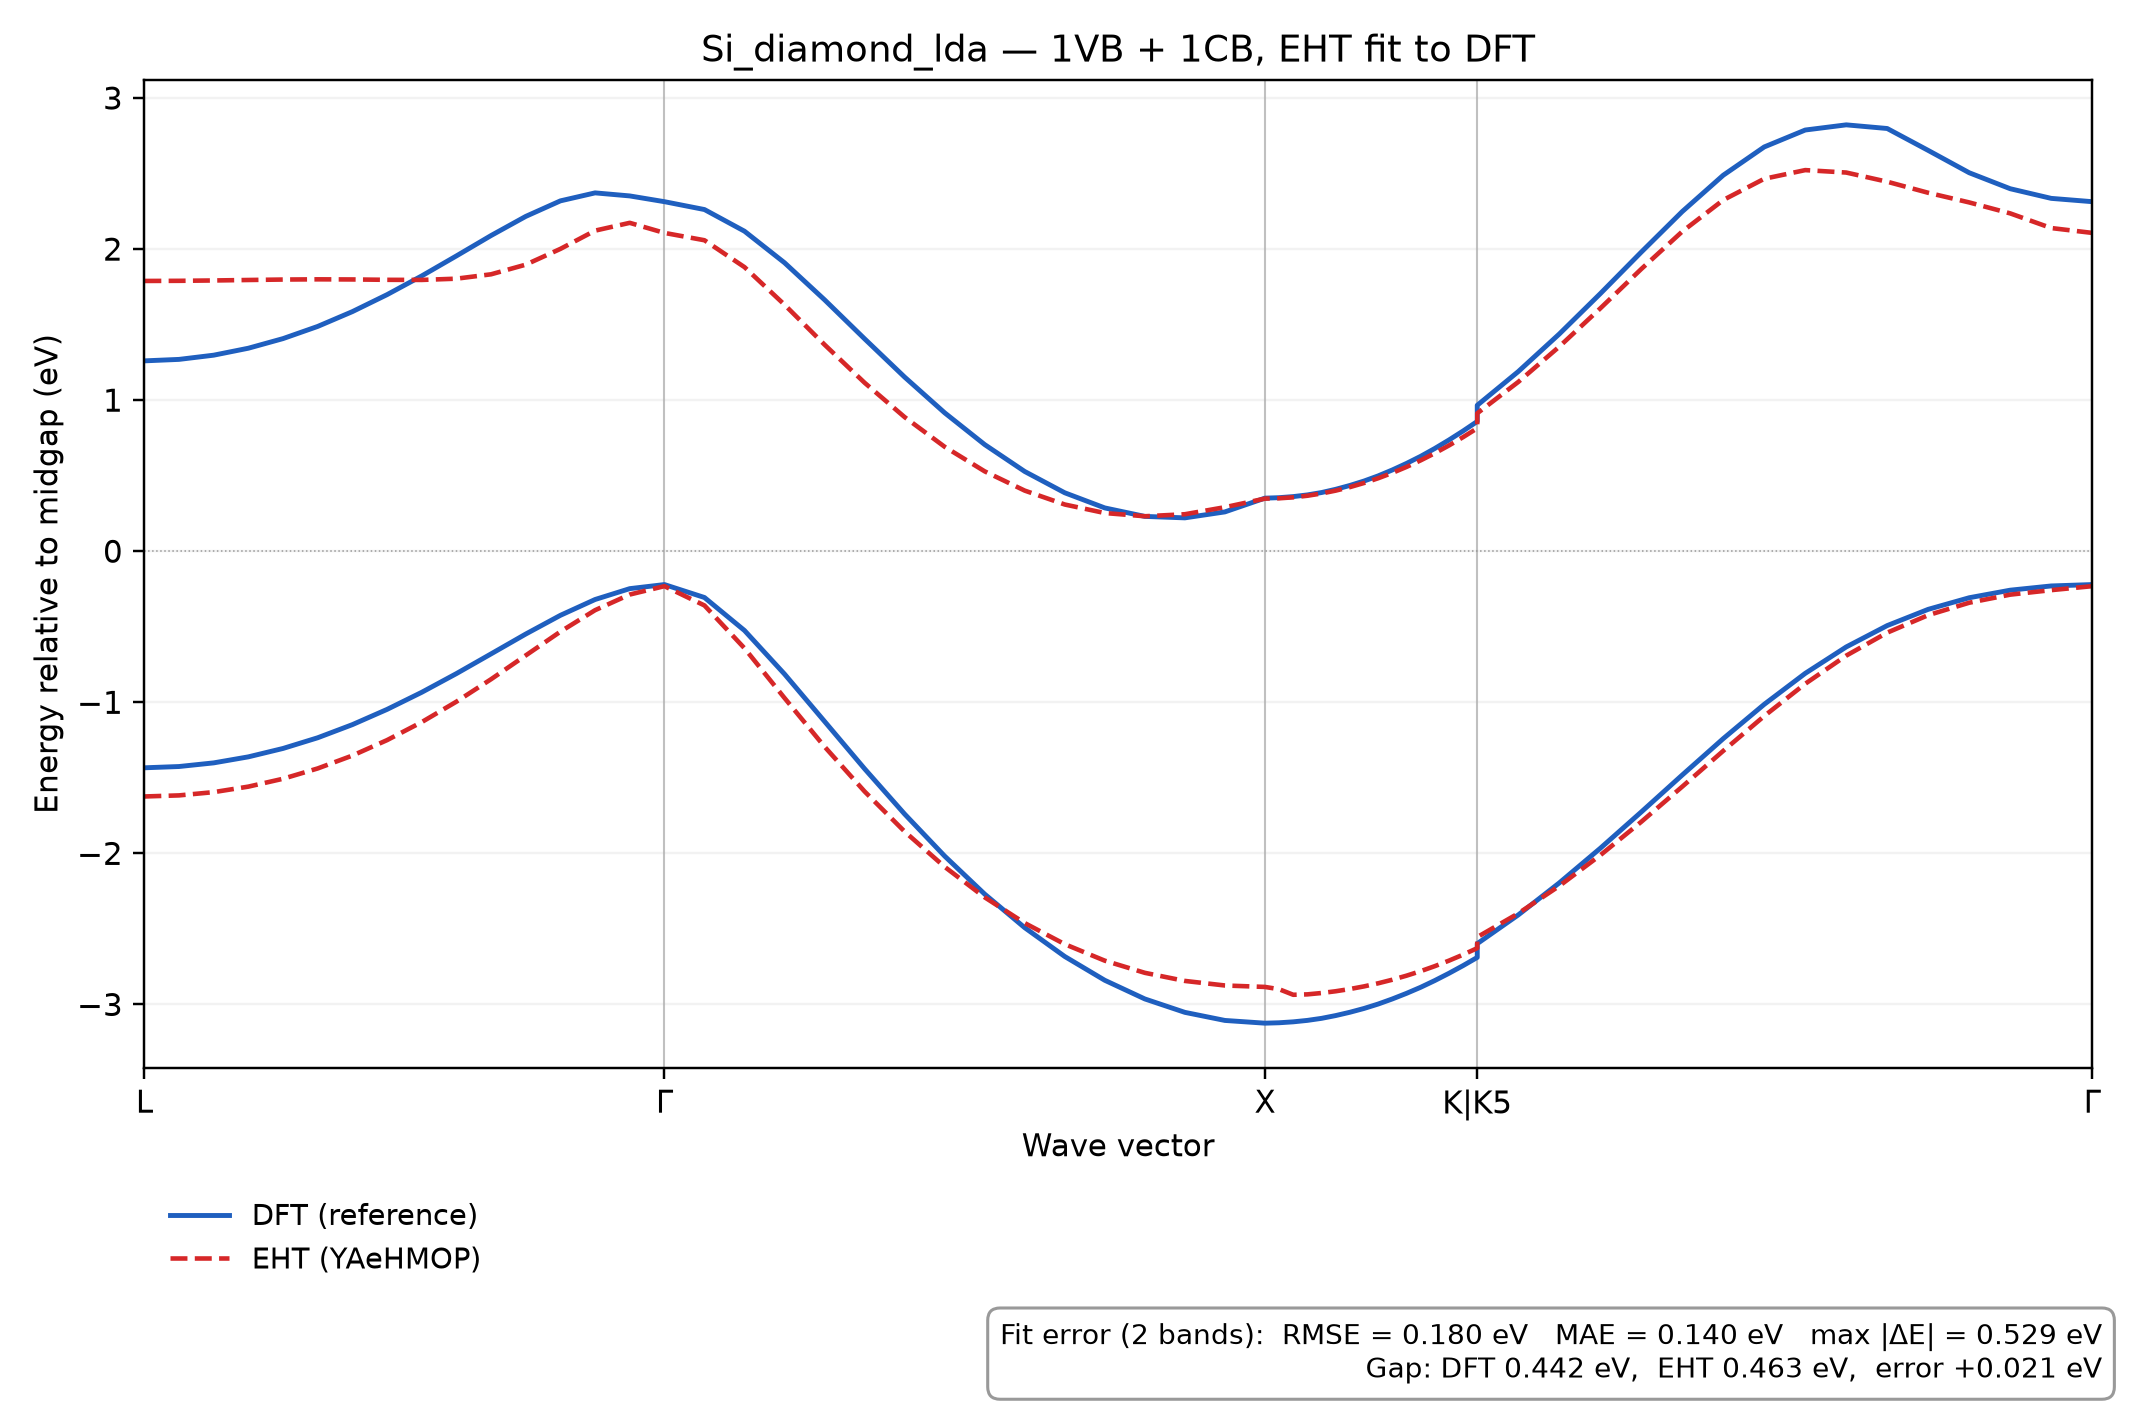 Si_diamond_lda — 1VB + 1CB, EHT fit to DFT
Energy relative to midgap (eV)
3
2
1
0
−1
−2
−3
L Γ X K|K5 Γ
Wave vector
DFT (reference)
EHT (YAeHMOP)
Fit error (2 bands): RMSE = 0.180 eV MAE = 0.140 eV max |ΔE| = 0.529 eV
Gap: DFT 0.442 eV, EHT 0.463 eV, error +0.021 eV